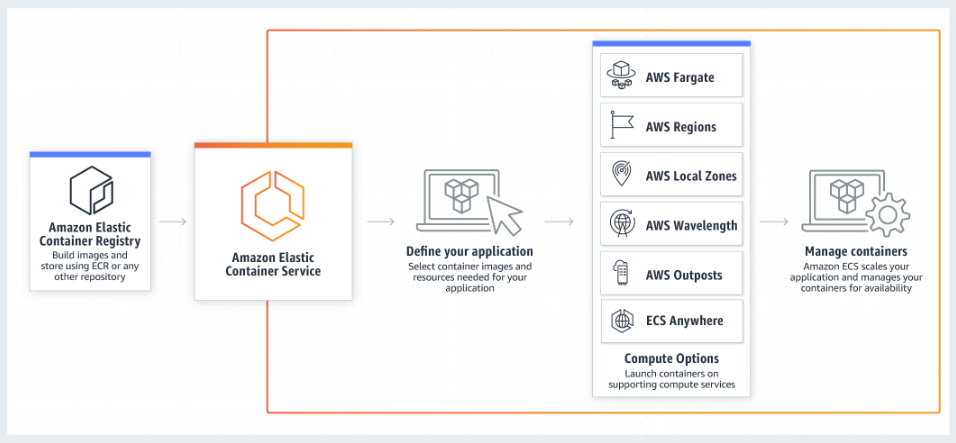 Amazon Elastic
Container Registry
Build images and
store using ECR or any
other repository
Amazon Elastic
Container Service
Define your application
Select container images and
resources needed for your
application
AWS Fargate
AWS Regions
AWS Local Zones
AWS Wavelength
AWS Outposts
ECS Anywhere
Compute Options
Launch containers on
supporting compute services
Manage containers
Amazon ECS scales your
application and manages your
containers for availability